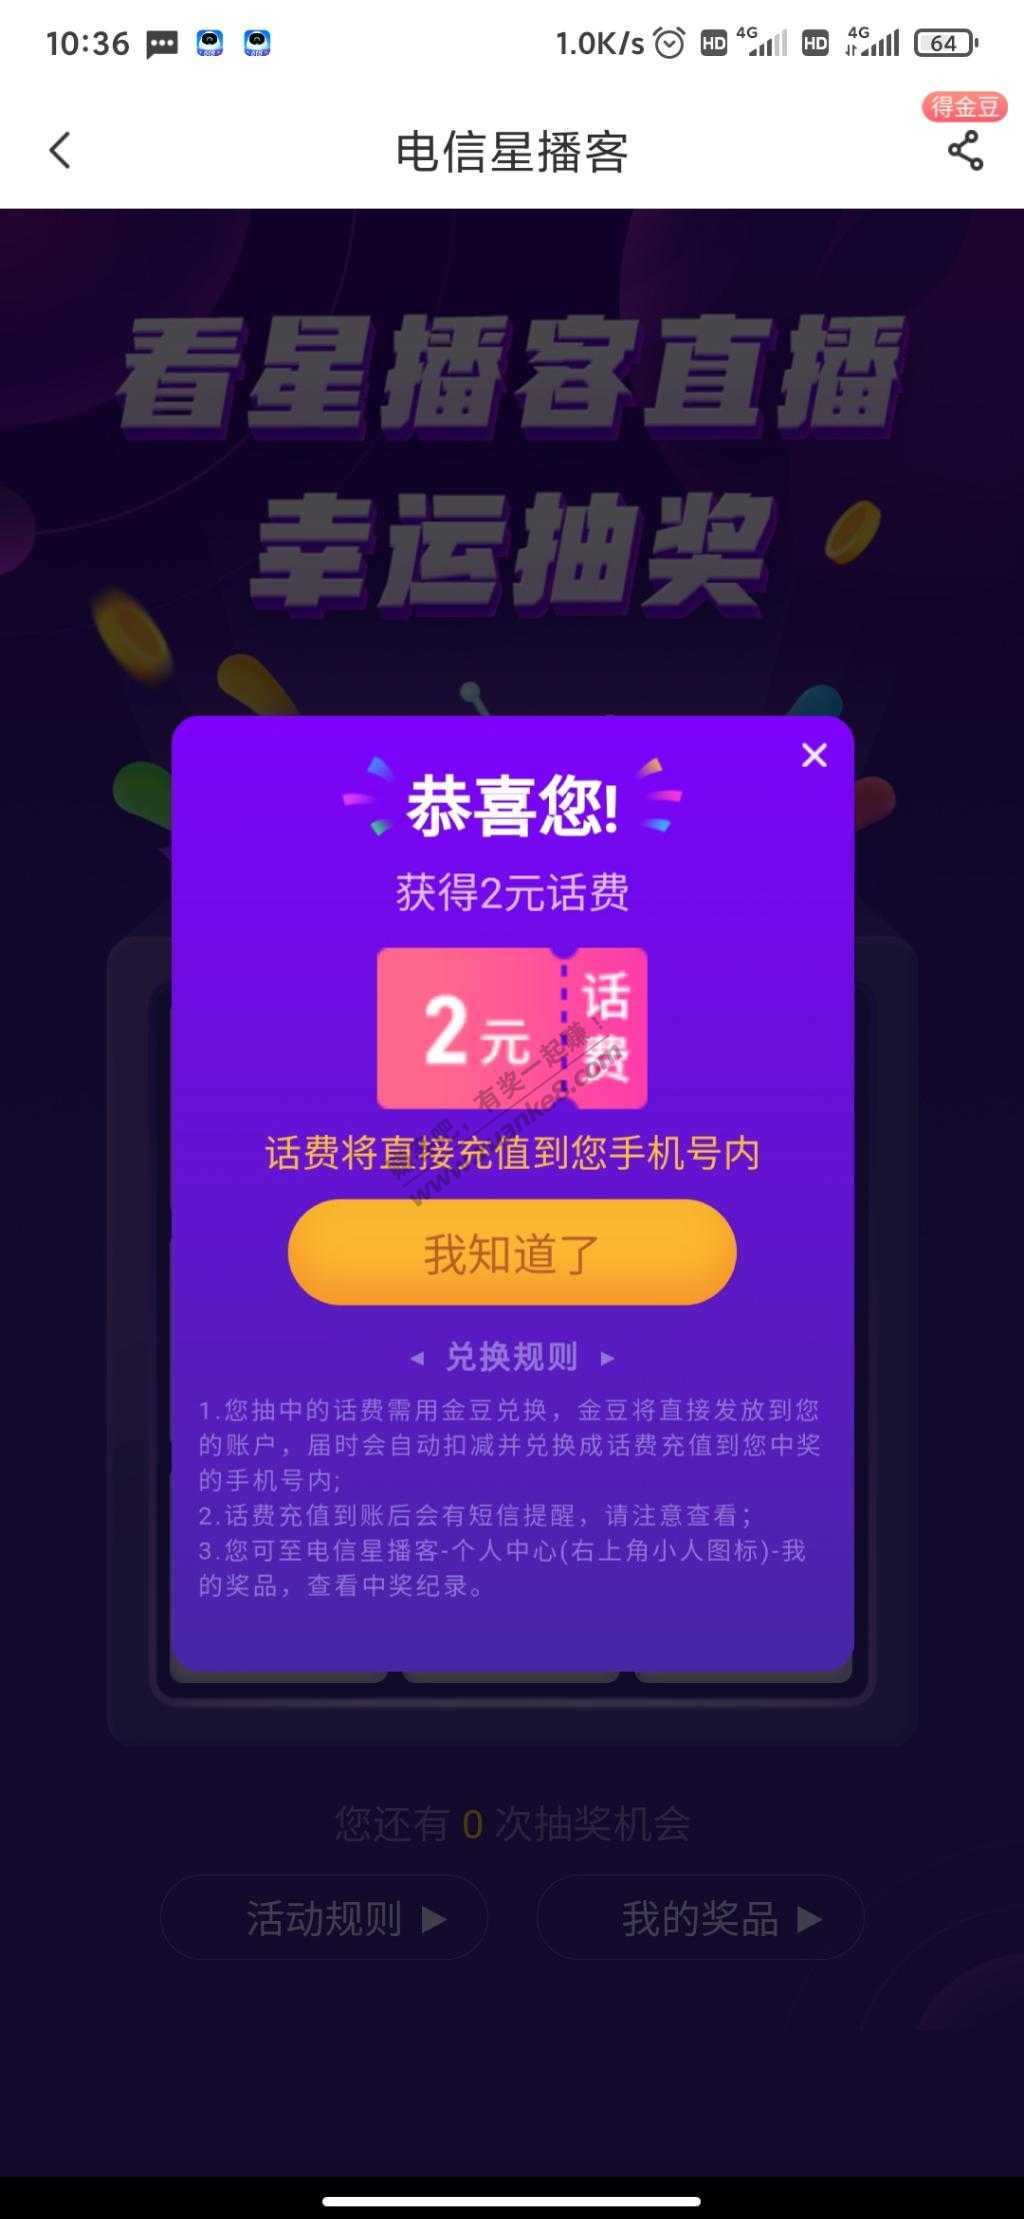 10:36
1.0K/s HD 4G HD 4G 64
得金豆
电信星播客
看星播客直播
幸运抽奖
恭喜您!
获得2元话费
2元
话费
话费将直接充值到您手机号内
我知道了
兑换规则
1.您抽中的话费需用金豆兑换，金豆将直接发放到您
的账户，届时会自动扣减并兑换成话费充值到您中奖
的手机号内;
2.话费充值到账后会有短信提醒，请注意查看；
3.您可至电信星播客-个人中心(右上角小人图标)-我
的奖品，查看中奖纪录。
您还有 0 次抽奖机会
活动规则
我的奖品
有奖一起赚！